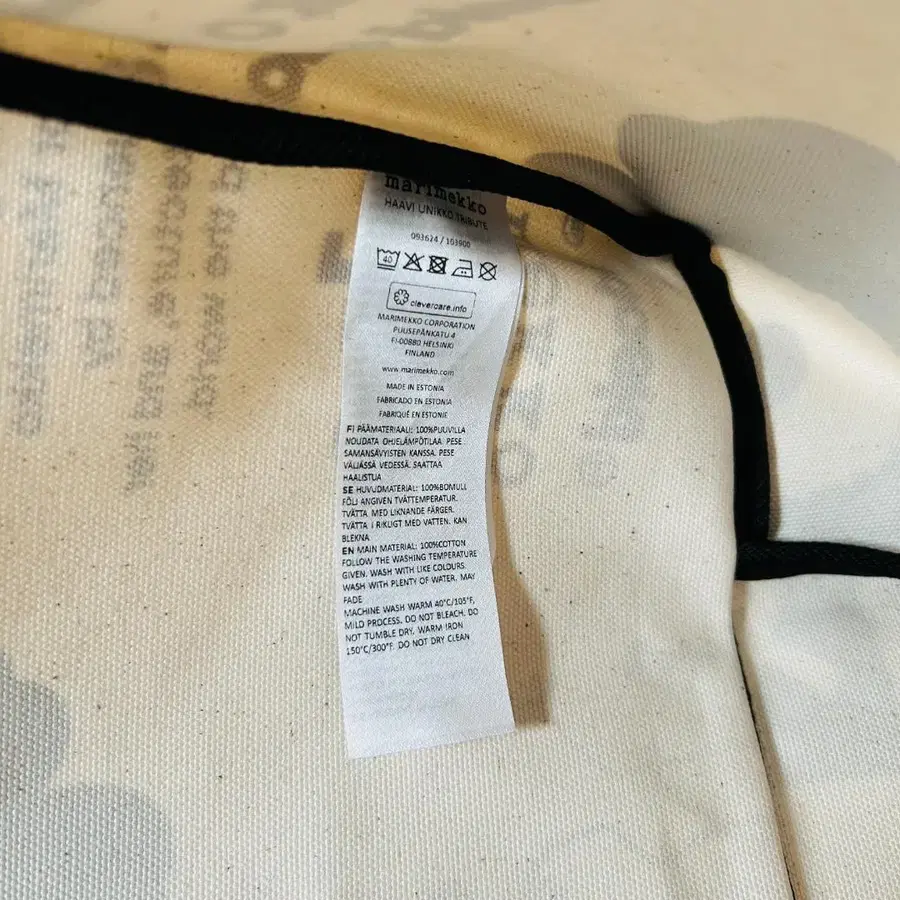 marimekko
HAAVI UNIKKO TRIBUTE
093624 / 103900
40
clevercare.info
MARIMEKKO CORPORATION
PUUSEPÄNKATU 4
FI-00880 HELSINKI
FINLAND
www.marimekko.com
MADE IN ESTONIA
FABRICADO EN ESTONIA
FABRIQUÉ EN ESTONIE
FI PÄÄMATERIAALI: 100%PUUVILLA
NOUDATA OHJELÄMPÖTILAA. PESE
SAMANSÄVYISTEN KANSSA. PESE
VÄLJÄSSÄ VEDESSÄ. SAATTAA
HAALISTUA
SE HUVUDMATERIAL: 100%BOMULL
FÖLJ ANGIVEN TVÄTTEMPERATUR.
TVÄTTA MED LIKNANDE FÄRGER.
TVÄTTA I RIKLIGT MED VATTEN. KAN
BLEKNA
EN MAIN MATERIAL: 100%COTTON
FOLLOW THE WASHING TEMPERATURE
GIVEN. WASH WITH LIKE COLOURS.
WASH WITH PLENTY OF WATER. MAY
FADE
MACHINE WASH WARM 40°C/105°F,
MILD PROCESS, DO NOT BLEACH, DO
NOT TUMBLE DRY, WARM IRON
150°C/300°F, DO NOT DRY CLEAN